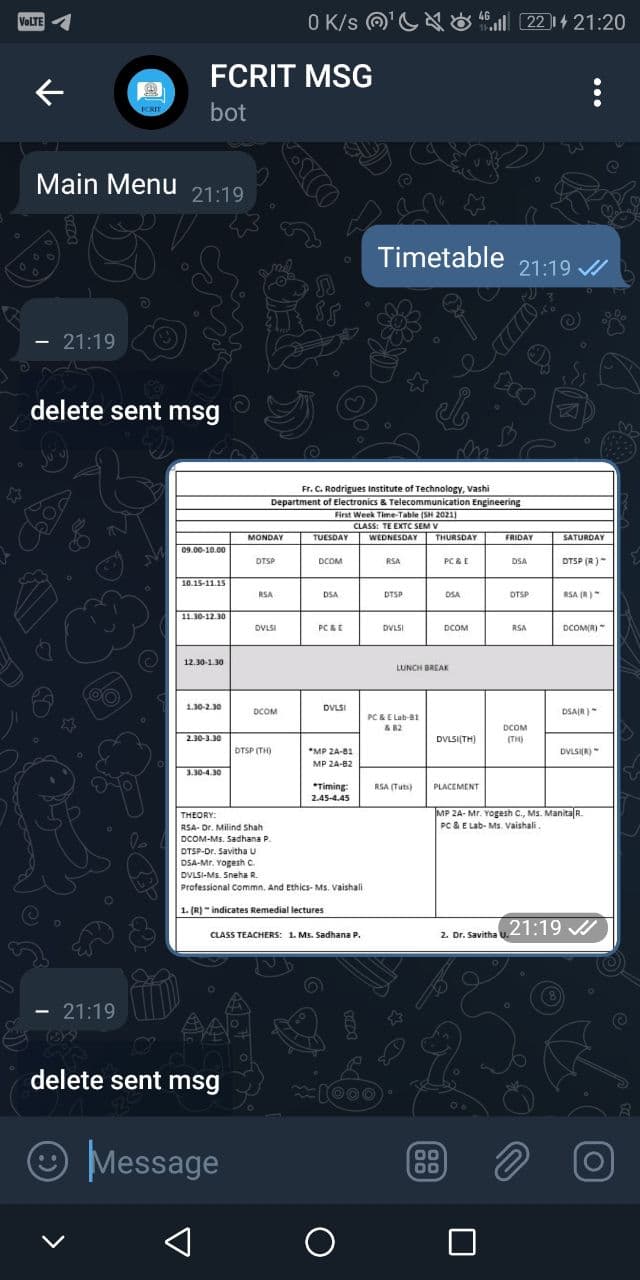 VoLTE 0 K/s 1 4G 22 21:20
FCRIT MSG
FCRIT
bot
Main Menu 21:19
Timetable 21:19
– 21:19
delete sent msg
Fr. C. Rodrigues Institute of Technology, Vashi
Department of Electronics & Telecommunication Engineering
First Week Time-Table (SH 2021)
CLASS: TE EXTC SEM V
MONDAY TUESDAY WEDNESDAY THURSDAY FRIDAY SATURDAY
09.00-10.00 DTSP DCOM RSA PC & E DSA DTSP (R )~
10.15-11.15 RSA DSA DTSP DSA DTSP RSA (R )~
11.30-12.30 DVLSI PC & E DVLSI DCOM RSA DCOM(R)~
12.30-1.30 LUNCH BREAK
1.30-2.30 DCOM DVLSI PC & E Lab-B1 & B2 DCOM (TH) DSA(R )~
2.30-3.30 DTSP (TH) *MP 2A-B1 DVLSI(TH) DVLSI(R) ~
MP 2A-B2
3.30-4.30 *Timing: RSA (Tuts) PLACEMENT
2.45-4.45
THEORY:
RSA- Dr. Milind Shah
DCOM-Ms. Sadhana P.
DTSP-Dr. Savitha U
DSA-Mr. Yogesh C.
DVLSI-Ms. Sneha R.
Professional Commn. And Ethics- Ms. Vaishali
MP 2A- Mr. Yogesh C., Ms. Manita R.
PC & E Lab- Ms. Vaishali .
1. (R) ~ indicates Remedial lectures
CLASS TEACHERS: 1. Ms. Sadhana P. 2. Dr. Savitha U.
21:19
– 21:19
delete sent msg
Message